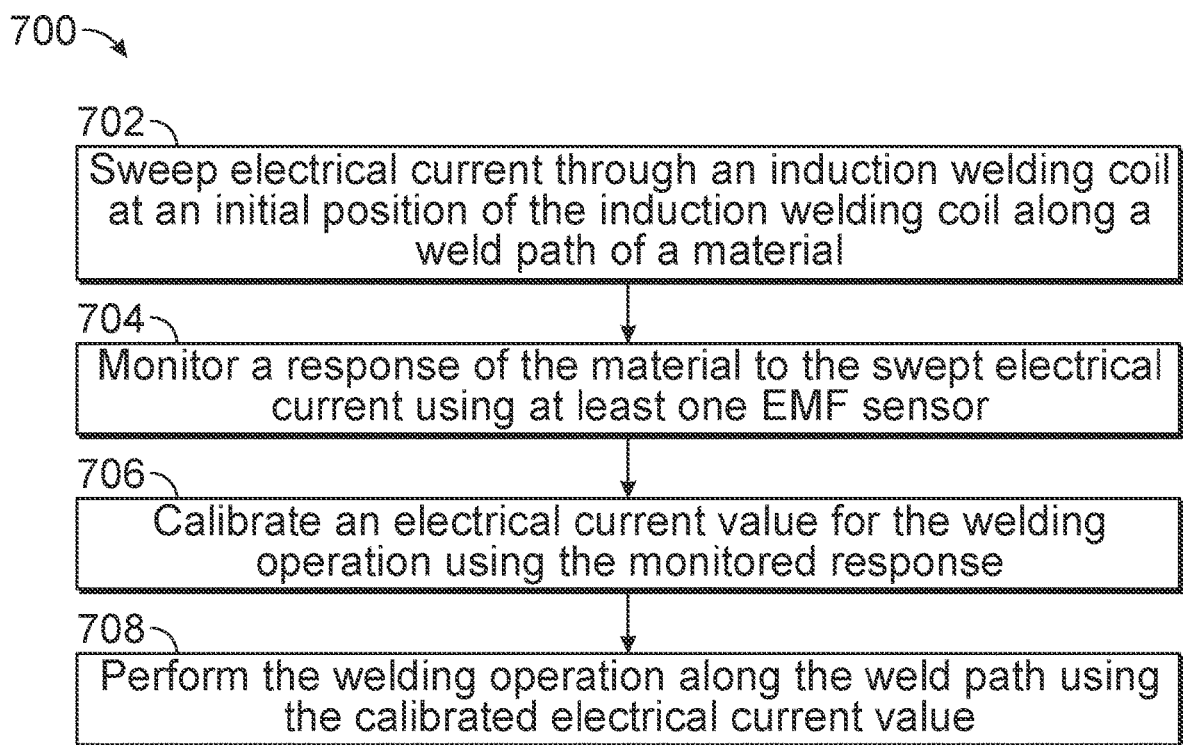 700
702
Sweep electrical current through an induction welding coil
at an initial position of the induction welding coil along a
weld path of a material
704
Monitor a response of the material to the swept electrical
current using at least one EMF sensor
706
Calibrate an electrical current value for the welding
operation using the monitored response
708
Perform the welding operation along the weld path using
the calibrated electrical current value